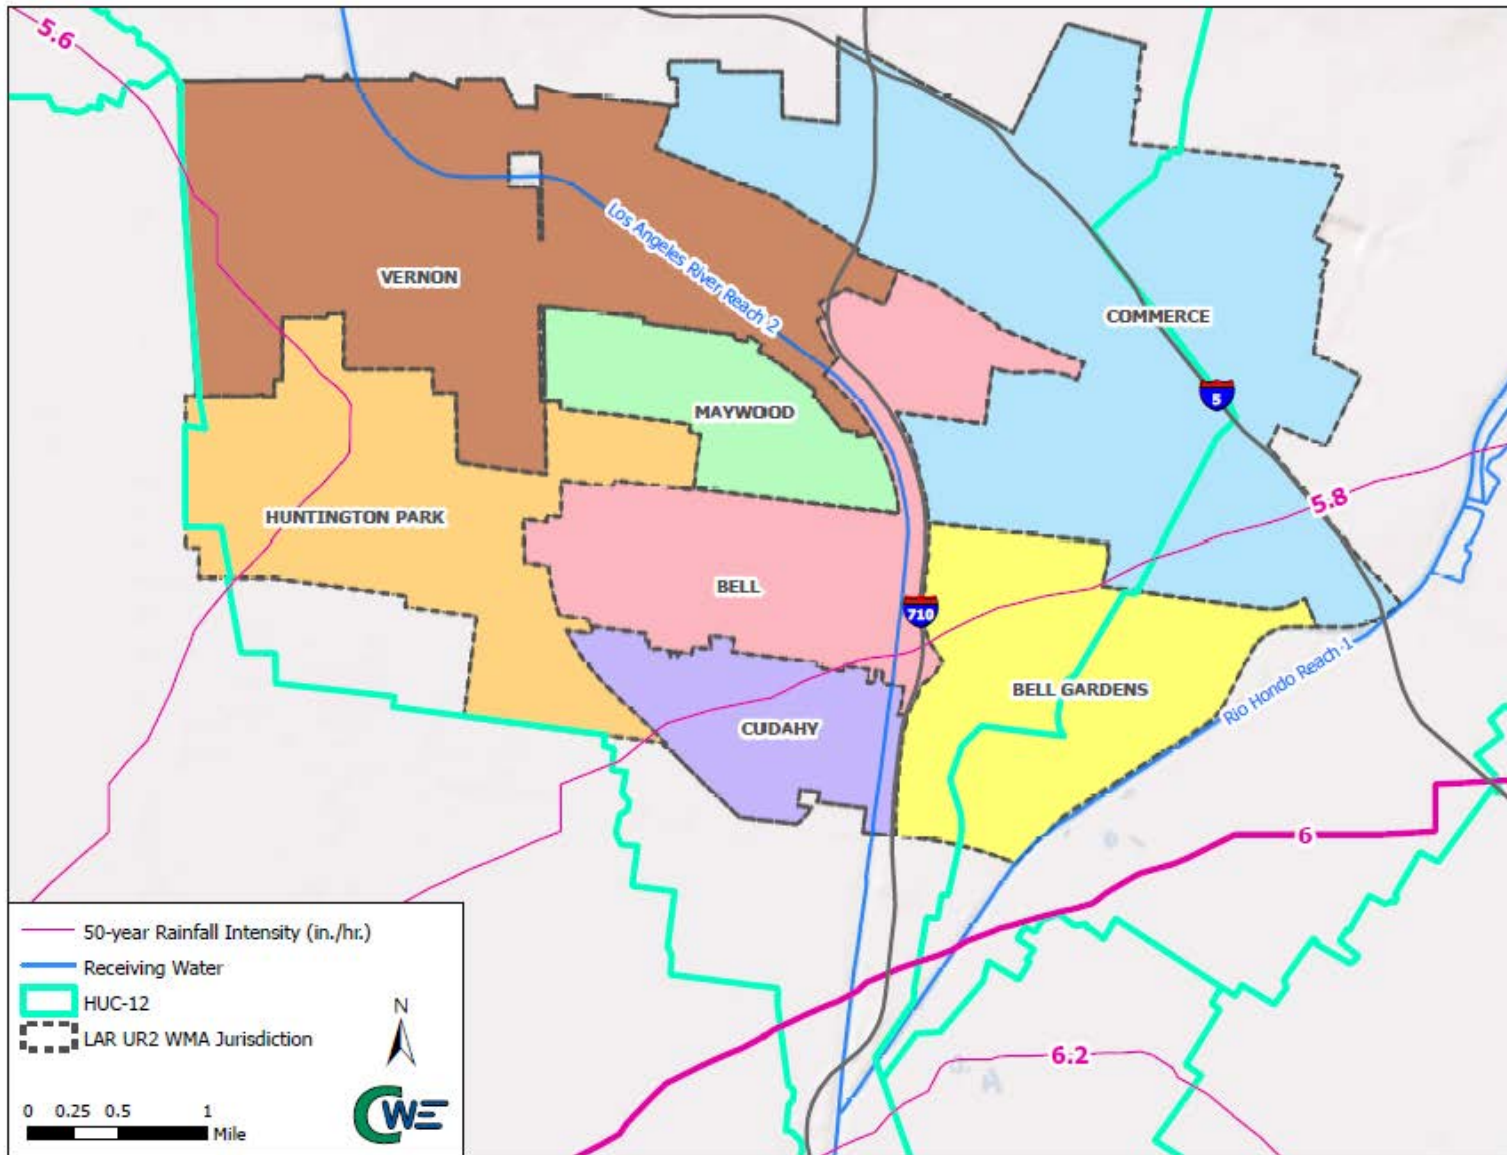 5.6
Los Angeles River, Reach 2
VERNON
COMMERCE
5
MAYWOOD
5.8
HUNTINGTON PARK
BELL
710
BELL GARDENS
Rio Hondo Reach 1
CUDAHY
6
6.2
50-year Rainfall Intensity (in./hr.)
Receiving Water
HUC-12
LAR UR2 WMA Jurisdiction
N
0 0.25 0.5 1
Mile
CWE